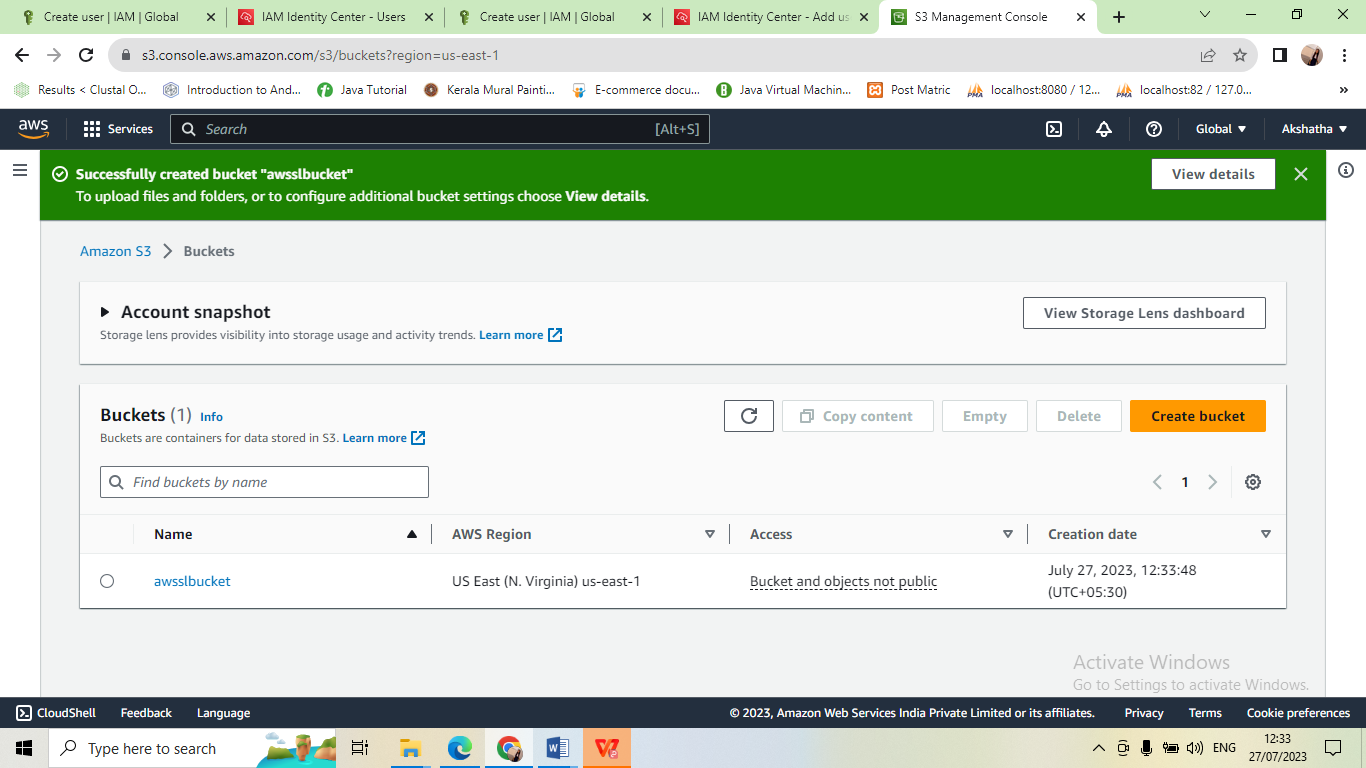 Create user | IAM | Global
IAM Identity Center - Users
Create user | IAM | Global
IAM Identity Center - Add us
S3 Management Console
s3.console.aws.amazon.com/s3/buckets?region=us-east-1
Results < Clustal O...
Introduction to And...
Java Tutorial
Kerala Mural Painti...
E-commerce docu...
Java Virtual Machin...
Post Matric
localhost:8080 / 12...
localhost:82 / 127.0...
»
aws
Services
Search
[Alt+S]
Global
Akshatha
Successfully created bucket "awsslbucket"
To upload files and folders, or to configure additional bucket settings choose View details.
View details
Amazon S3
Buckets
Account snapshot
Storage lens provides visibility into storage usage and activity trends. Learn more
View Storage Lens dashboard
Buckets (1) Info
Buckets are containers for data stored in S3. Learn more
Copy content
Empty
Delete
Create bucket
Find buckets by name
1
Name
AWS Region
Access
Creation date
awsslbucket
US East (N. Virginia) us-east-1
Bucket and objects not public
July 27, 2023, 12:33:48
(UTC+05:30)
Activate Windows
Go to Settings to activate Windows.
CloudShell
Feedback
Language
© 2023, Amazon Web Services India Private Limited or its affiliates.
Privacy
Terms
Cookie preferences
Type here to search
ENG
12:33
27/07/2023